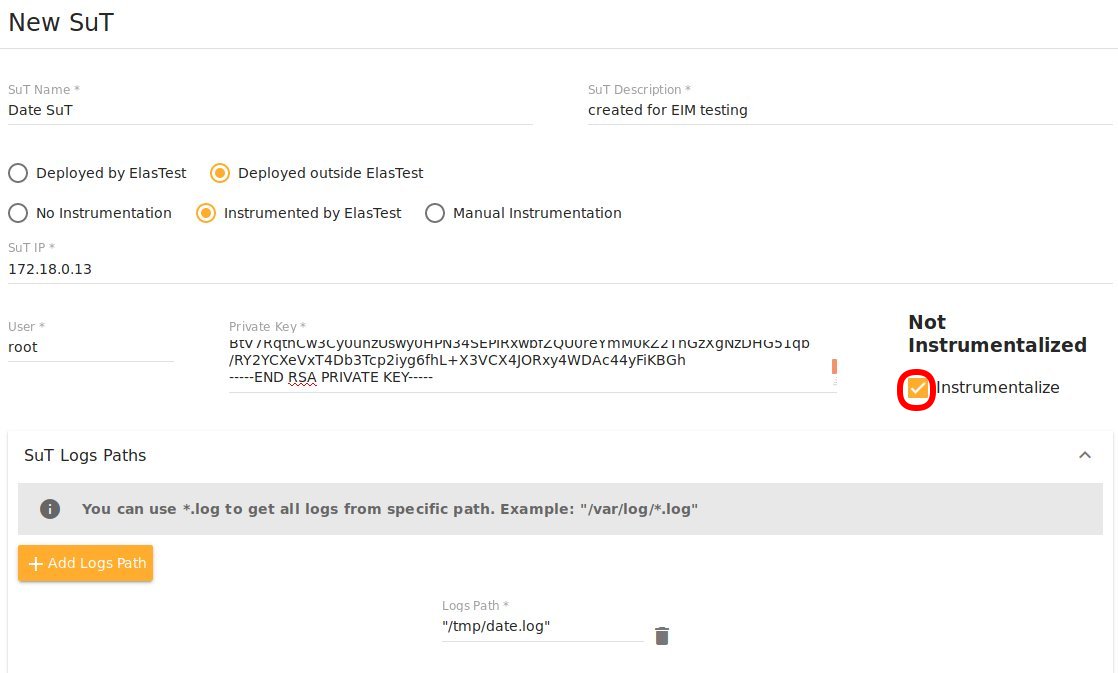 New SuT
SuT Name *
Date SuT
SuT Description *
created for EIM testing
Deployed by ElasTest
Deployed outside ElasTest
No Instrumentation
Instrumented by ElasTest
Manual Instrumentation
SuT IP *
172.18.0.13
User *
root
Private Key *
/RY2YCXeVxT4Db3Tcp2iyg6fhL+X3VCX4JORxy4WDAc44yFiKBGh
-----END RSA PRIVATE KEY-----
Not
Instrumentalized
Instrumentalize
SuT Logs Paths
You can use *.log to get all logs from specific path. Example: "/var/log/*.log"
Add Logs Path
Logs Path *
"/tmp/date.log"